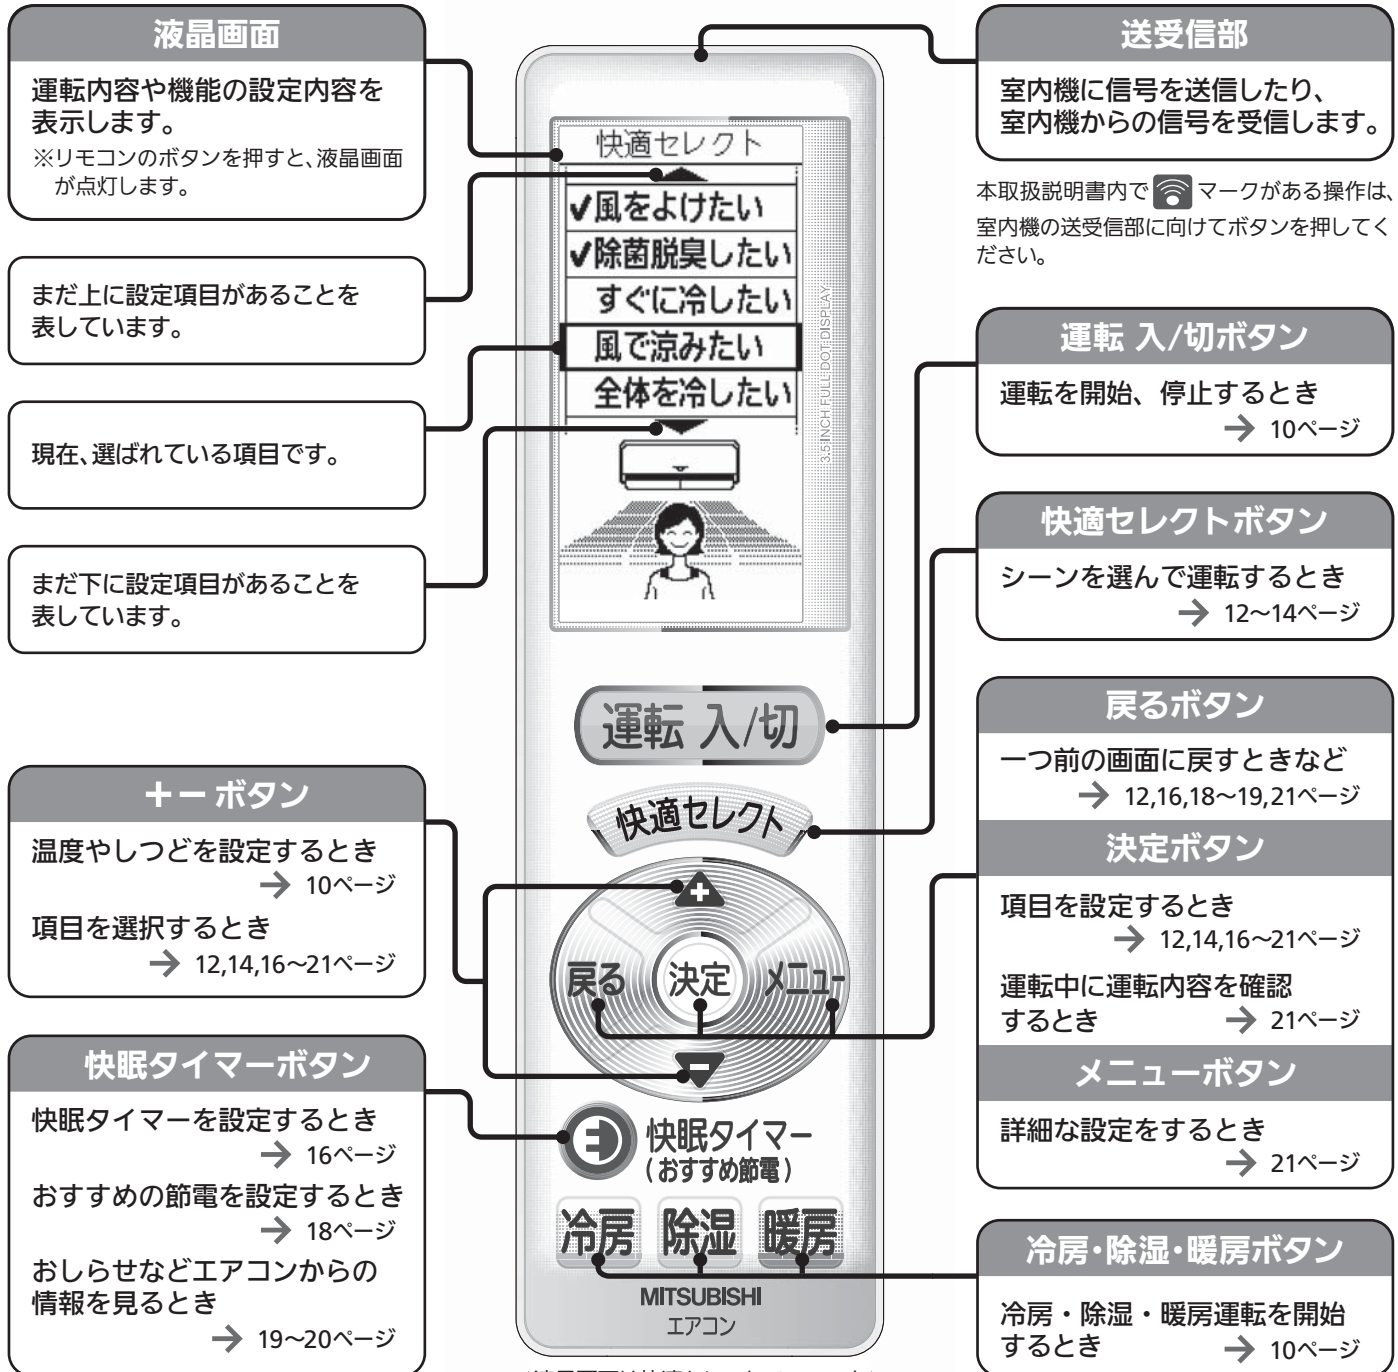 液晶画面
運転内容や機能の設定内容を
表示します。
※リモコンのボタンを押すと、液晶画面
が点灯します。
まだ上に設定項目があることを
表しています。
現在、選ばれている項目です。
まだ下に設定項目があることを
表しています。
+-ボタン
温度やしつどを設定するとき
→ 10ページ
項目を選択するとき
→ 12,14,16~21ページ
快眠タイマーボタン
快眠タイマーを設定するとき
→ 16ページ
おすすめの節電を設定するとき
→ 18ページ
おしらせなどエアコンからの
情報を見るとき
→ 19~20ページ
快適セレクト
✓風をよけたい
✓除菌脱臭したい
すぐに冷したい
風で涼みたい
全体を冷したい
3.5 INCH FULL DOT DISPLAY
運転 入/切
快適セレクト
+
戻る 決定 メニュー
-
快眠タイマー
(おすすめ節電)
冷房 除湿 暖房
MITSUBISHI
エアコン
送受信部
室内機に信号を送信したり、
室内機からの信号を受信します。
本取扱説明書内で マークがある操作は、
室内機の送受信部に向けてボタンを押してく
ださい。
運転 入/切ボタン
運転を開始、停止するとき
→ 10ページ
快適セレクトボタン
シーンを選んで運転するとき
→ 12~14ページ
戻るボタン
一つ前の画面に戻すときなど
→ 12,16,18~19,21ページ
決定ボタン
項目を設定するとき
→ 12,14,16~21ページ
運転中に運転内容を確認
するとき → 21ページ
メニューボタン
詳細な設定をするとき
→ 21ページ
冷房・除湿・暖房ボタン
冷房・除湿・暖房運転を開始
するとき → 10ページ